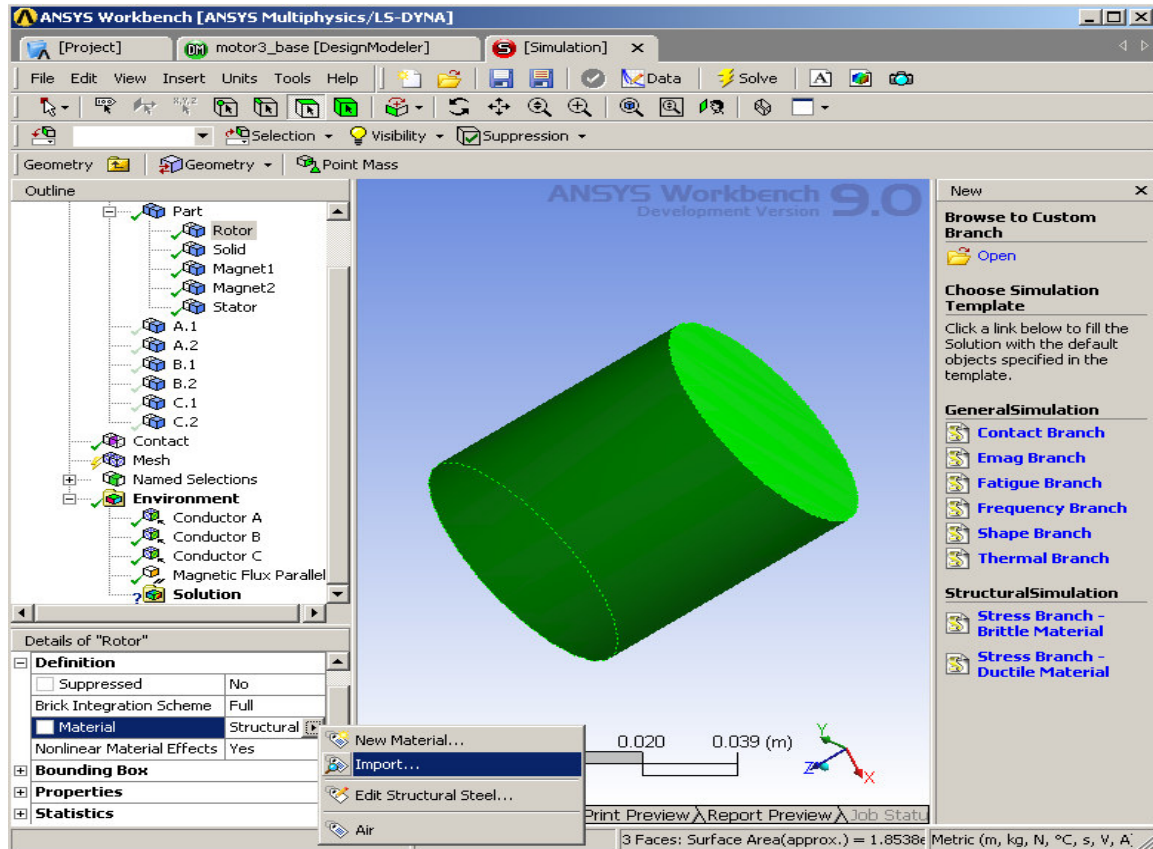 ANSYS Workbench [ANSYS Multiphysics/LS-DYNA]
[Project] DM motor3_base [DesignModeler] S [Simulation]
File Edit View Insert Units Tools Help Data Solve A
Selection Visibility Suppression
Geometry Geometry Point Mass
Outline
Part
Rotor
Solid
Magnet1
Magnet2
Stator
A.1
A.2
B.1
B.2
C.1
C.2
Contact
Mesh
Named Selections
Environment
Conductor A
Conductor B
Conductor C
Magnetic Flux Parallel
Solution
Details of "Rotor"
Definition
Suppressed No
Brick Integration Scheme Full
Material Structural
Nonlinear Material Effects Yes
Bounding Box
Properties
Statistics
ANSYS Workbench 9.0
Development Version
New Material...
Import...
Edit Structural Steel...
Air
0.020 0.039 (m)
Y
Z
X
Print Preview Report Preview Job Statu
3 Faces: Surface Area(approx.) = 1.8538e Metric (m, kg, N, °C, s, V, A)
New
Browse to Custom
Branch
Open
Choose Simulation
Template
Click a link below to fill the
Solution with the default
objects specified in the
template.
GeneralSimulation
Contact Branch
Emag Branch
Fatigue Branch
Frequency Branch
Shape Branch
Thermal Branch
StructuralSimulation
Stress Branch -
Brittle Material
Stress Branch -
Ductile Material